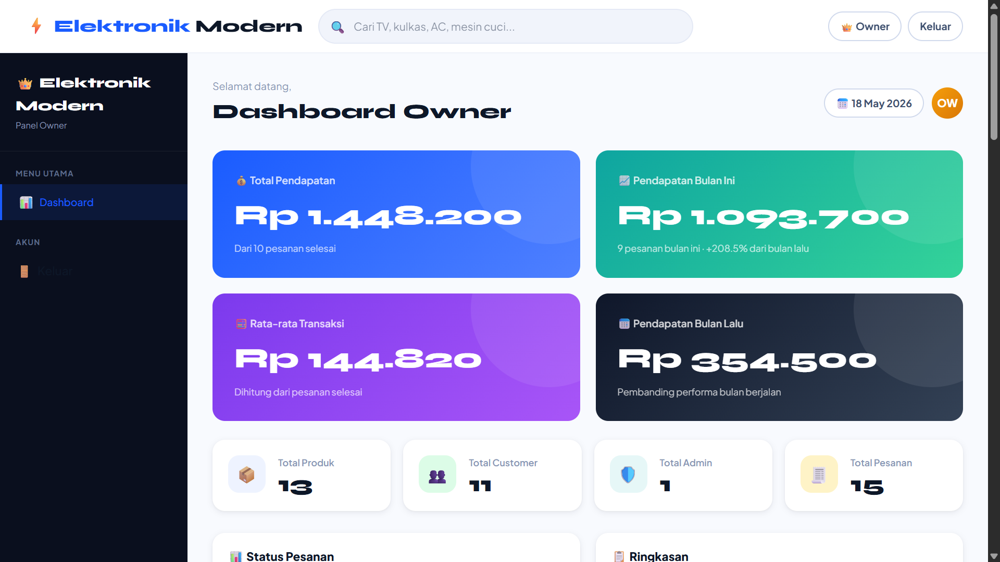 Elektronik Modern
Cari TV, kulkas, AC, mesin cuci...
Owner
Keluar
Elektronik
Modern
Panel Owner
MENU UTAMA
Dashboard
AKUN
Keluar
Selamat datang,
Dashboard Owner
18 May 2026
OW
Total Pendapatan
Rp 1.448.200
Dari 10 pesanan selesai
Pendapatan Bulan Ini
Rp 1.093.700
9 pesanan bulan ini · +208.5% dari bulan lalu
Rata-rata Transaksi
Rp 144.820
Dihitung dari pesanan selesai
Pendapatan Bulan Lalu
Rp 354.500
Pembanding performa bulan berjalan
Total Produk
13
Total Customer
11
Total Admin
1
Total Pesanan
15
Status Pesanan
Ringkasan